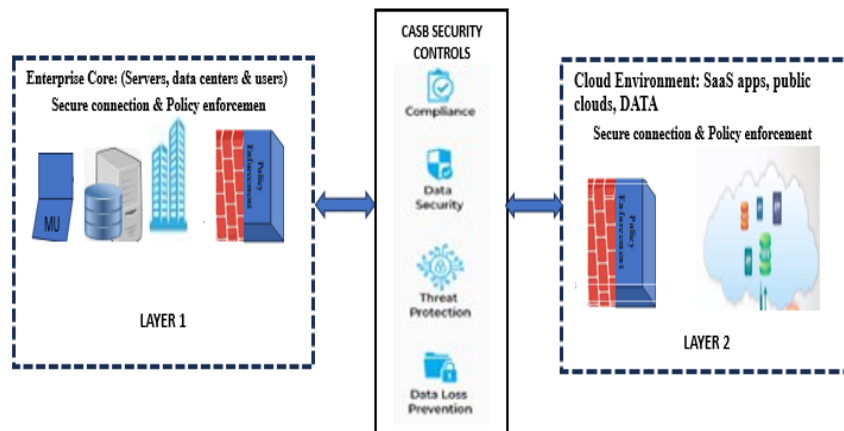 Enterprise Core: (Servers, data centers & users)
Secure connection & Policy enforcemen
MU
Policy
Enforcement
LAYER 1
CASB SECURITY
CONTROLS
Compliance
Data
Security
Threat
Protection
Data Loss
Prevention
Cloud Environment: SaaS apps, public
clouds, DATA
Secure connection & Policy enforcement
Policy
Enforcement
LAYER 2